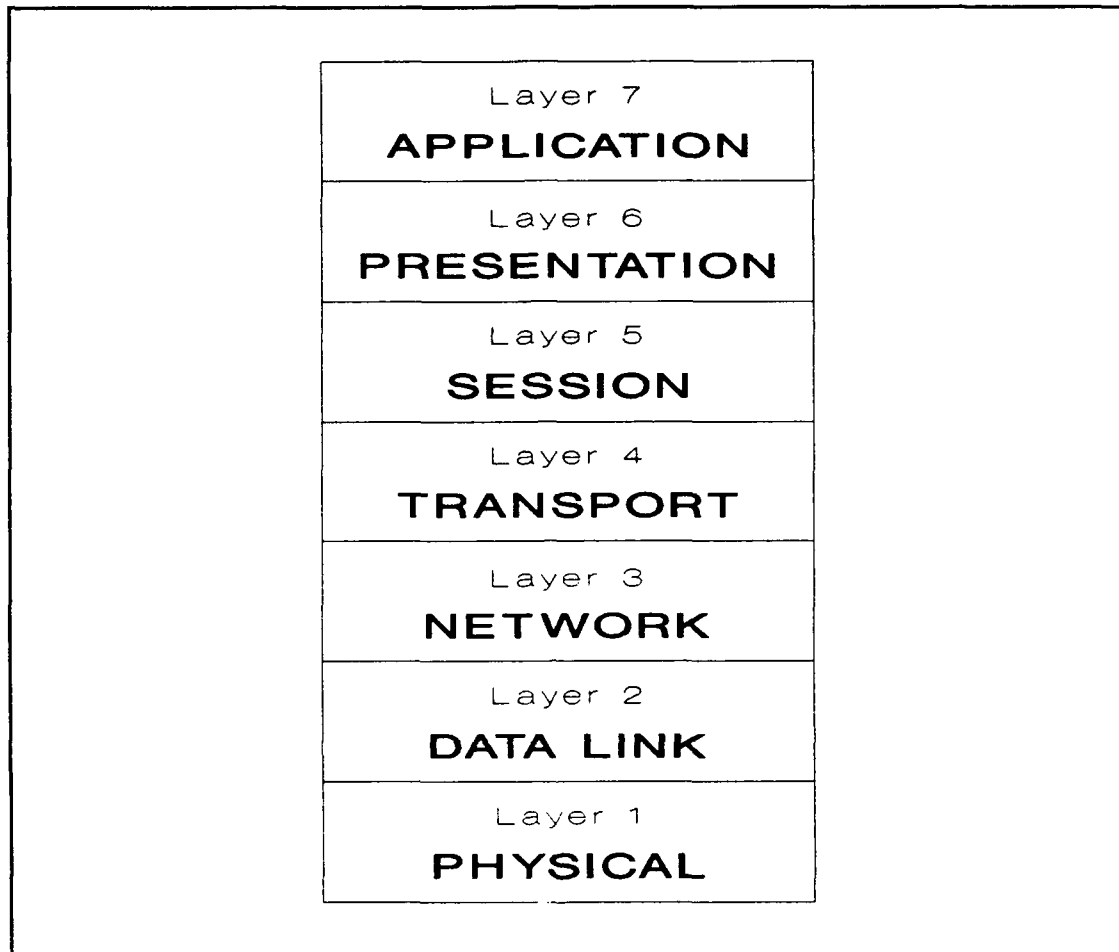 Layer 7
APPLICATION
Layer 6
PRESENTATION
Layer 5
SESSION
Layer 4
TRANSPORT
Layer 3
NETWORK
Layer 2
DATA LINK
Layer 1
PHYSICAL